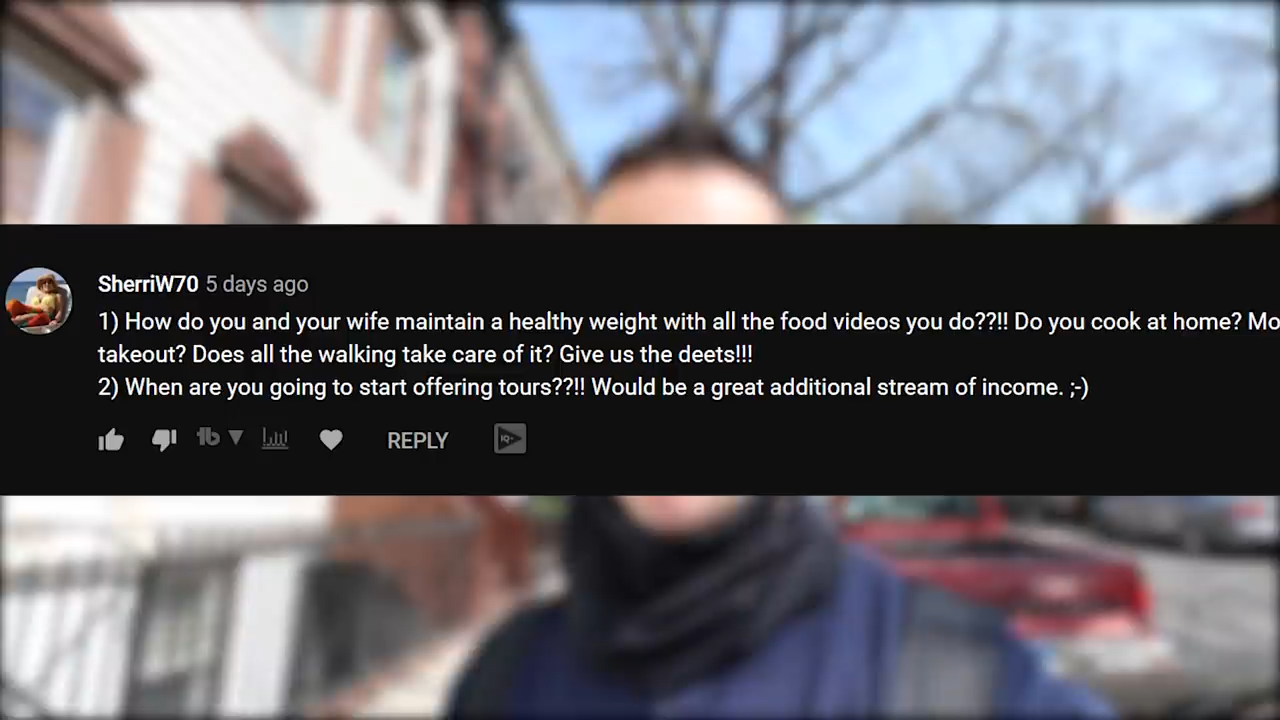 SherriW70 5 days ago
1) How do you and your wife maintain a healthy weight with all the food videos you do??!! Do you cook at home? Mo
takeout? Does all the walking take care of it? Give us the deets!!!
2) When are you going to start offering tours??!! Would be a great additional stream of income. ;-)
REPLY
IQ+